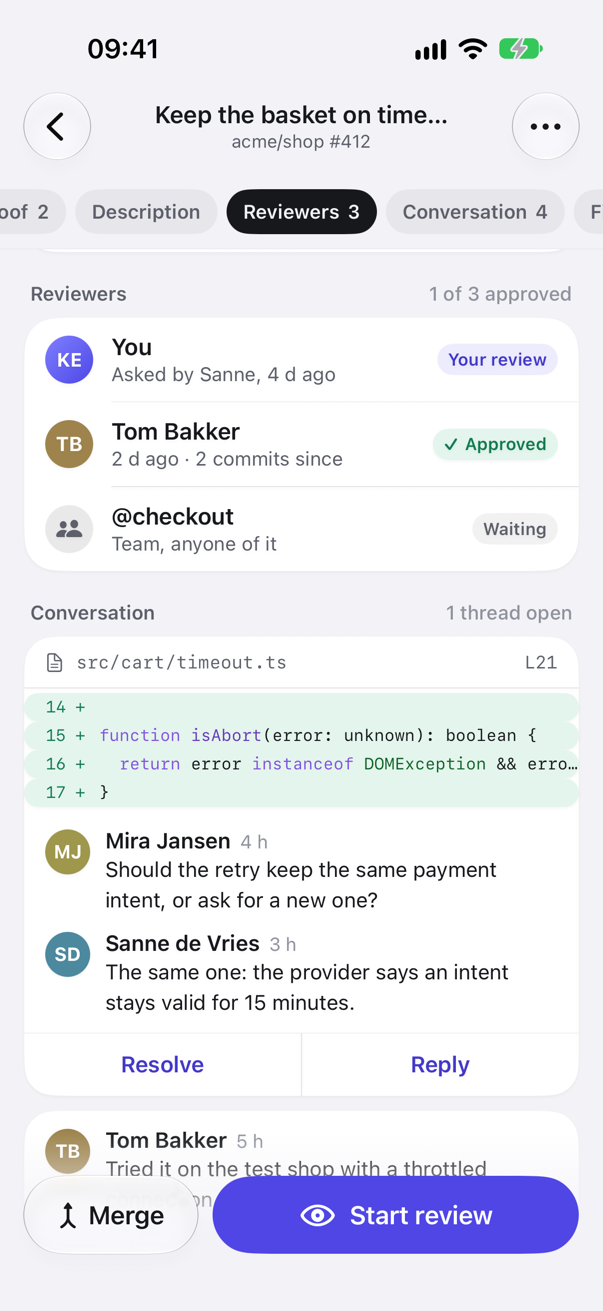 09:41
Keep the basket on time...
acme/shop #412
oof 2
Description
Reviewers 3
Conversation 4
F
Reviewers
1 of 3 approved
KE
You
Asked by Sanne, 4 d ago
Your review
TB
Tom Bakker
2 d ago · 2 commits since
✓ Approved
@checkout
Team, anyone of it
Waiting
Conversation
1 thread open
src/cart/timeout.ts
L21
14 +
15 + function isAbort(error: unknown): boolean {
16 + return error instanceof DOMException && erro…
17 + }
MJ
Mira Jansen 4 h
Should the retry keep the same payment
intent, or ask for a new one?
SD
Sanne de Vries 3 h
The same one: the provider says an intent
stays valid for 15 minutes.
Resolve
Reply
TB
Tom Bakker 5 h
Tried it on the test shop with a throttled
Merge
Start review